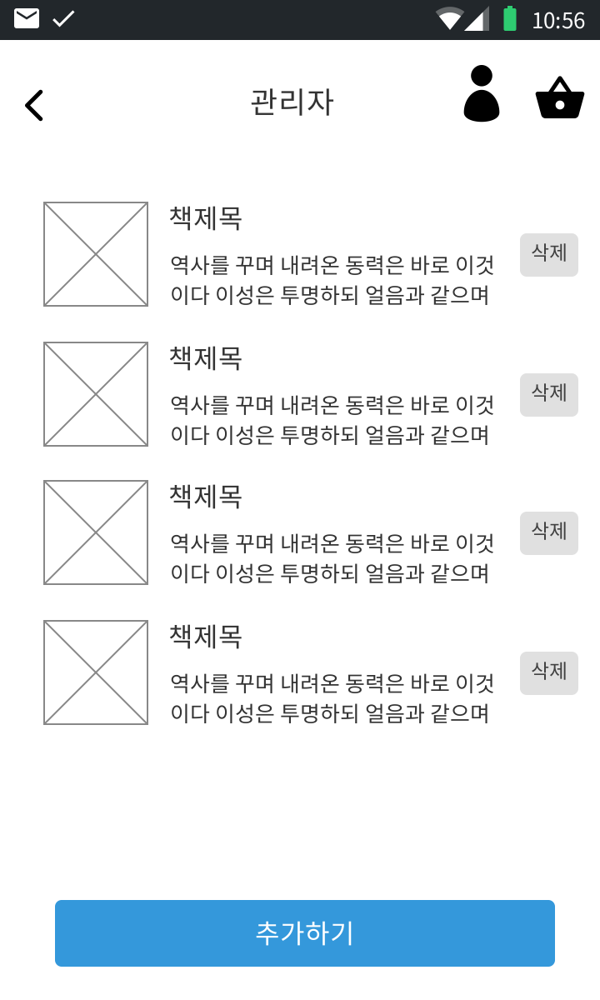 10:56
관리자
책제목
역사를 꾸며 내려온 동력은 바로 이것
이다 이성은 투명하되 얼음과 같으며
삭제
책제목
역사를 꾸며 내려온 동력은 바로 이것
이다 이성은 투명하되 얼음과 같으며
삭제
책제목
역사를 꾸며 내려온 동력은 바로 이것
이다 이성은 투명하되 얼음과 같으며
삭제
책제목
역사를 꾸며 내려온 동력은 바로 이것
이다 이성은 투명하되 얼음과 같으며
삭제
추가하기